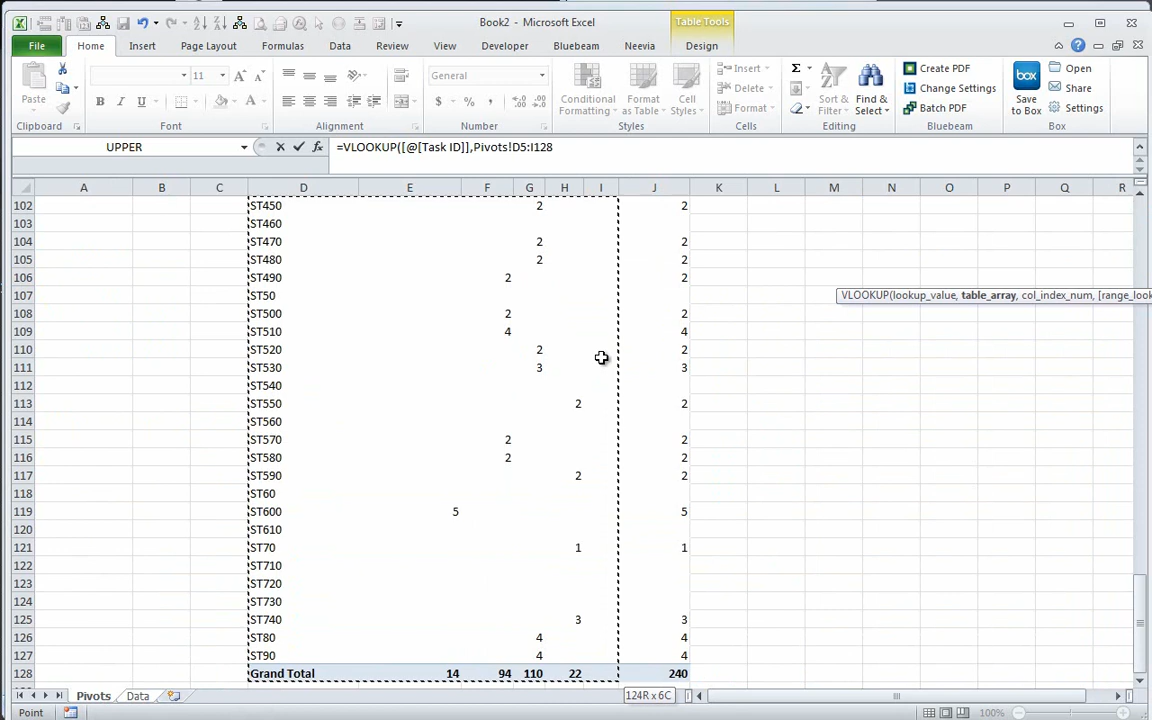 Book2 - Microsoft Excel
Table Tools
File Home Insert Page Layout Formulas Data Review View Developer Bluebeam Neevia Design
Paste
11
General
Conditional Formatting
Format as Table
Cell Styles
Insert
Delete
Format
Sort & Filter
Find & Select
Create PDF
Change Settings
Batch PDF
Save to Box
Open
Share
Settings
Clipboard Font Alignment Number Styles Cells Editing Bluebeam Box
UPPER =VLOOKUP([@[Task ID]],Pivots!D5:I128
A B C D E F G H I J K L M N O P Q R
102 ST450 2 2
103 ST460
104 ST470 2 2
105 ST480 2 2
106 ST490 2 2
107 ST50
VLOOKUP(lookup_value, table_array, col_index_num, [range_look
108 ST500 2 2
109 ST510 4 4
110 ST520 2 2
111 ST530 3 3
112 ST540
113 ST550 2 2
114 ST560
115 ST570 2 2
116 ST580 2 2
117 ST590 2 2
118 ST60
119 ST600 5 5
120 ST610
121 ST70 1 1
122 ST710
123 ST720
124 ST730
125 ST740 3 3
126 ST80 4 4
127 ST90 4 4
128 Grand Total 14 94 110 22 240
124R x 6C
Pivots Data
Point 100%